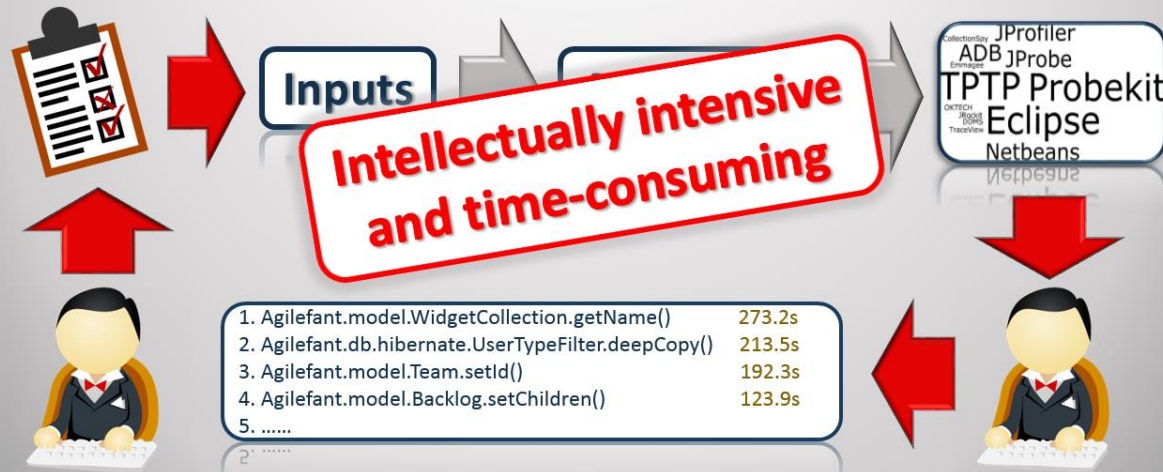 Inputs
Intellectually intensive
and time-consuming
CollectionSpy JProfiler
ADB JProbe
Emmagee
TPTP Probekit
OKTECH
JRockit
DDMS
TraceView
Eclipse
Netbeans
1. Agilefant.model.WidgetCollection.getName() 273.2s
2. Agilefant.db.hibernate.UserTypeFilter.deepCopy() 213.5s
3. Agilefant.model.Team.setId() 192.3s
4. Agilefant.model.Backlog.setChildren() 123.9s
5. ......